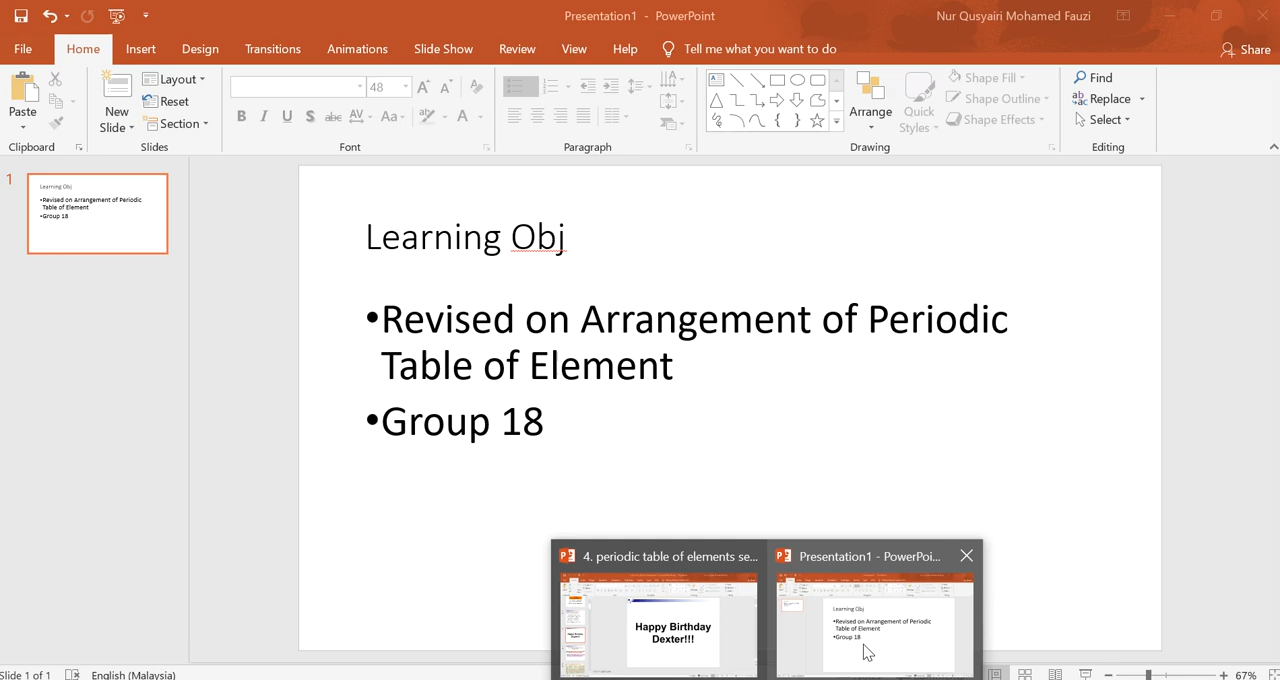 Presentation1 - PowerPoint
Nur Qusyairi Mohamed Fauzi
File Home Insert Design Transitions Animations Slide Show Review View Help Tell me what you want to do Share
Paste
Clipboard
New Slide
Layout
Reset
Section
Slides
48
Font
Paragraph
Arrange
Quick Styles
Shape Fill
Shape Outline
Shape Effects
Drawing
Find
Replace
Select
Editing
1
Learning Obj
•Revised on Arrangement of Periodic
Table of Element
•Group 18
Learning Obj
•Revised on Arrangement of Periodic
Table of Element
•Group 18
4. periodic table of elements se...
Presentation1 - PowerPoi...
Happy Birthday
Dexter!!!
Learning Obj
•Revised on Arrangement of Periodic
Table of Element
•Group 18
Slide 1 of 1
English (Malaysia)
67%